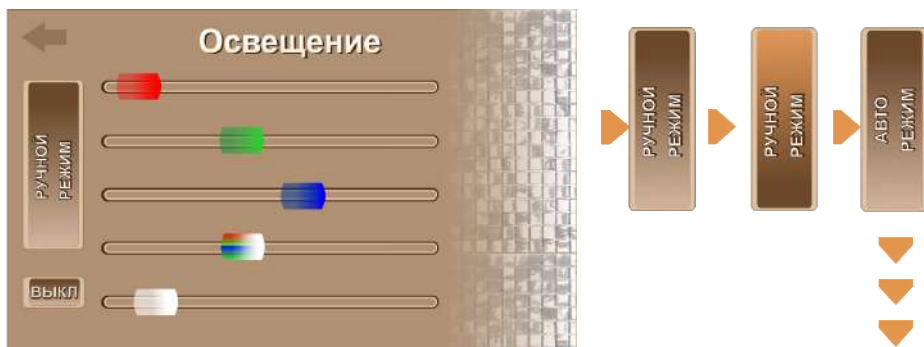 Освещение
РУЧНОЙ
РЕЖИМ
ВЫКЛ
РУЧНОЙ
РЕЖИМ
РУЧНОЙ
РЕЖИМ
АВТО
РЕЖИМ